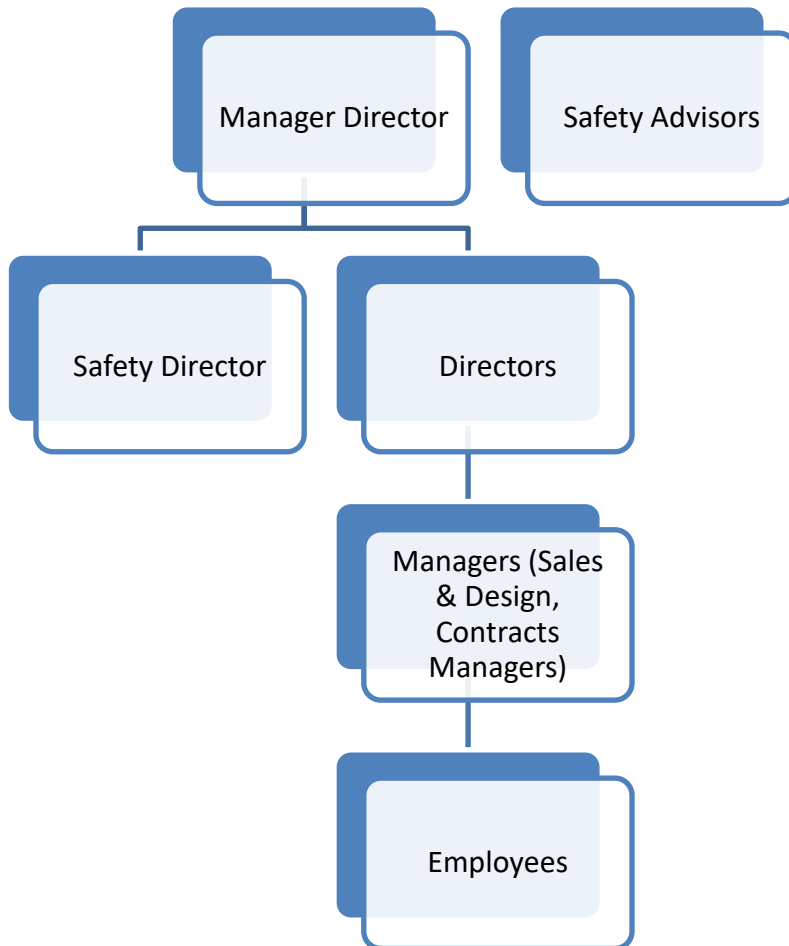 Manager Director
Safety Advisors
Safety Director
Directors
Managers (Sales
& Design,
Contracts
Managers)
Employees